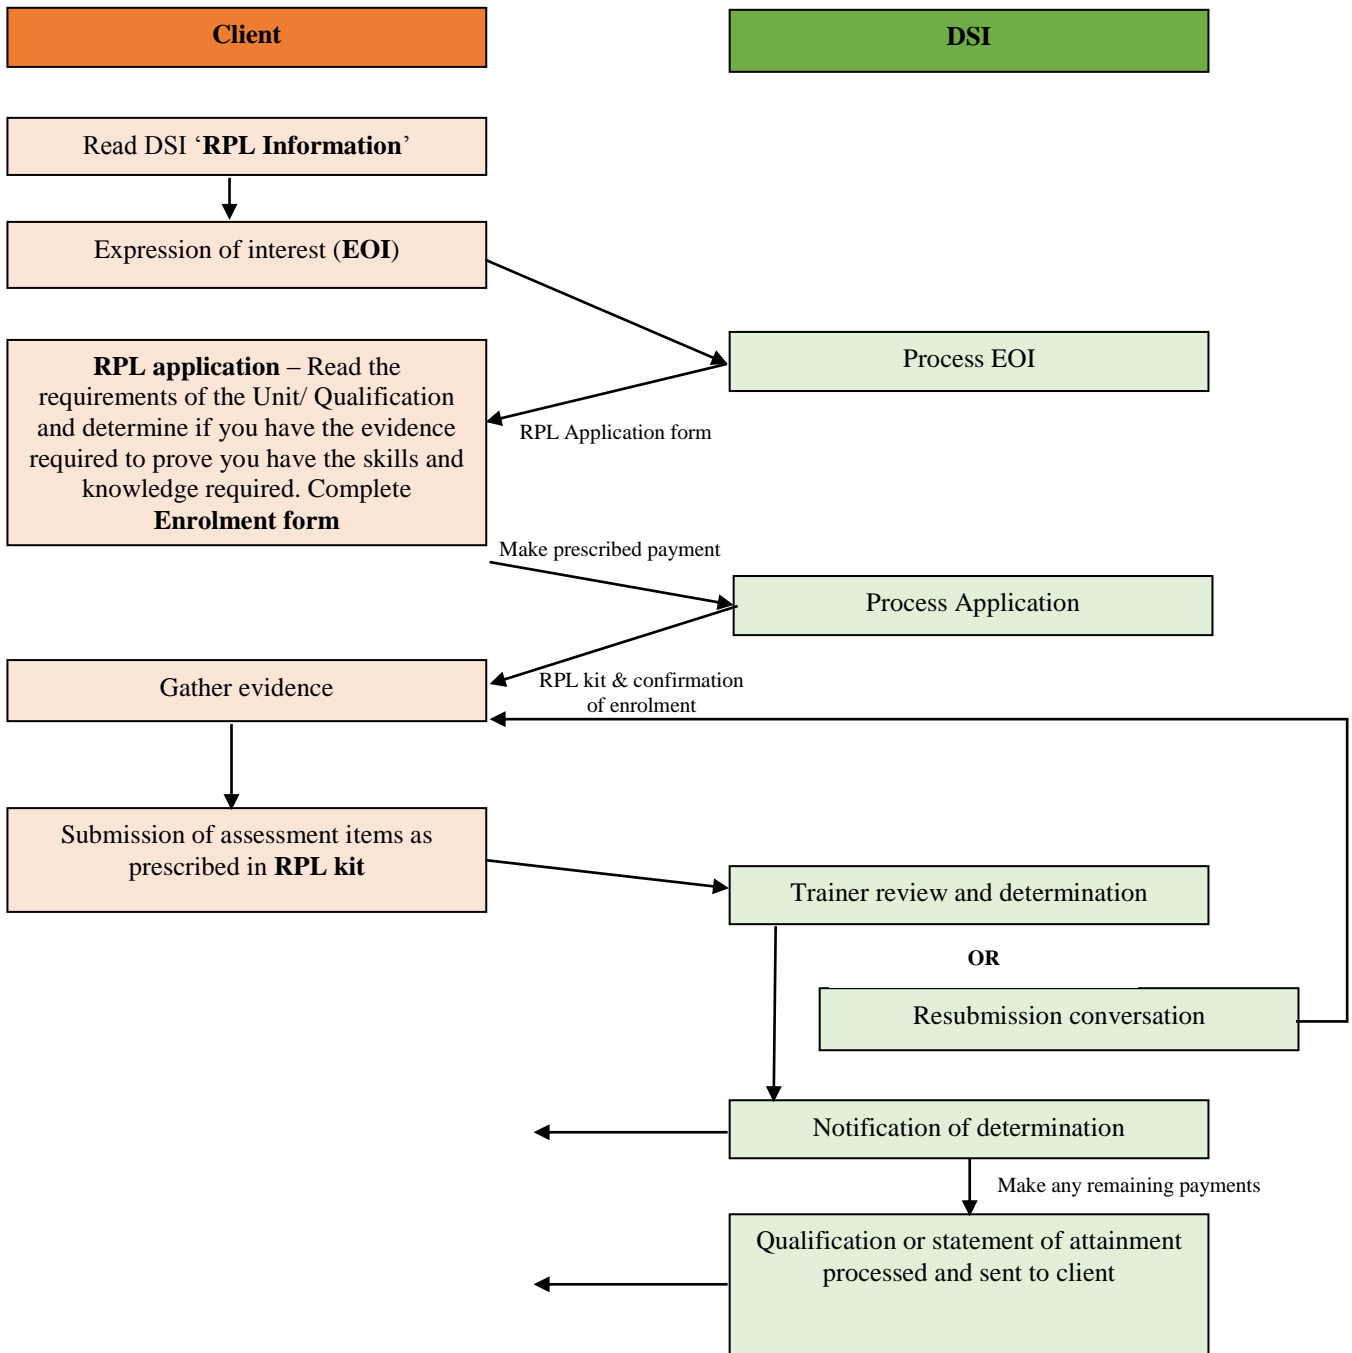 Client
DSI
Read DSI ‘RPL Information’
Expression of interest (EOI)
Process EOI
RPL application – Read the
requirements of the Unit/ Qualification
and determine if you have the evidence
required to prove you have the skills and
knowledge required. Complete
Enrolment form
RPL Application form
Make prescribed payment
Process Application
Gather evidence
RPL kit & confirmation
of enrolment
Submission of assessment items as
prescribed in RPL kit
Trainer review and determination
OR
Resubmission conversation
Notification of determination
Make any remaining payments
Qualification or statement of attainment
processed and sent to client